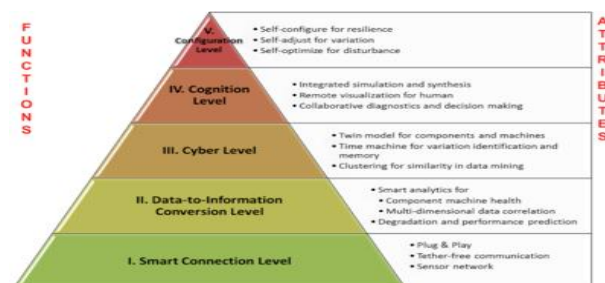 FUNCTIONS
ATTRIBUTES
V.
Configuration
Level
• Self-configure for resilience
• Self-adjust for variation
• Self-optimize for disturbance
IV. Cognition
Level
• Integrated simulation and synthesis
• Remote visualization for human
• Collaborative diagnostics and decision making
III. Cyber Level
• Twin model for components and machines
• Time machine for variation identification and
memory
• Clustering for similarity in data mining
II. Data-to-Information
Conversion Level
• Smart analytics for
• Component machine health
• Multi-dimensional data correlation
• Degradation and performance prediction
I. Smart Connection Level
• Plug & Play
• Tether-free communication
• Sensor network